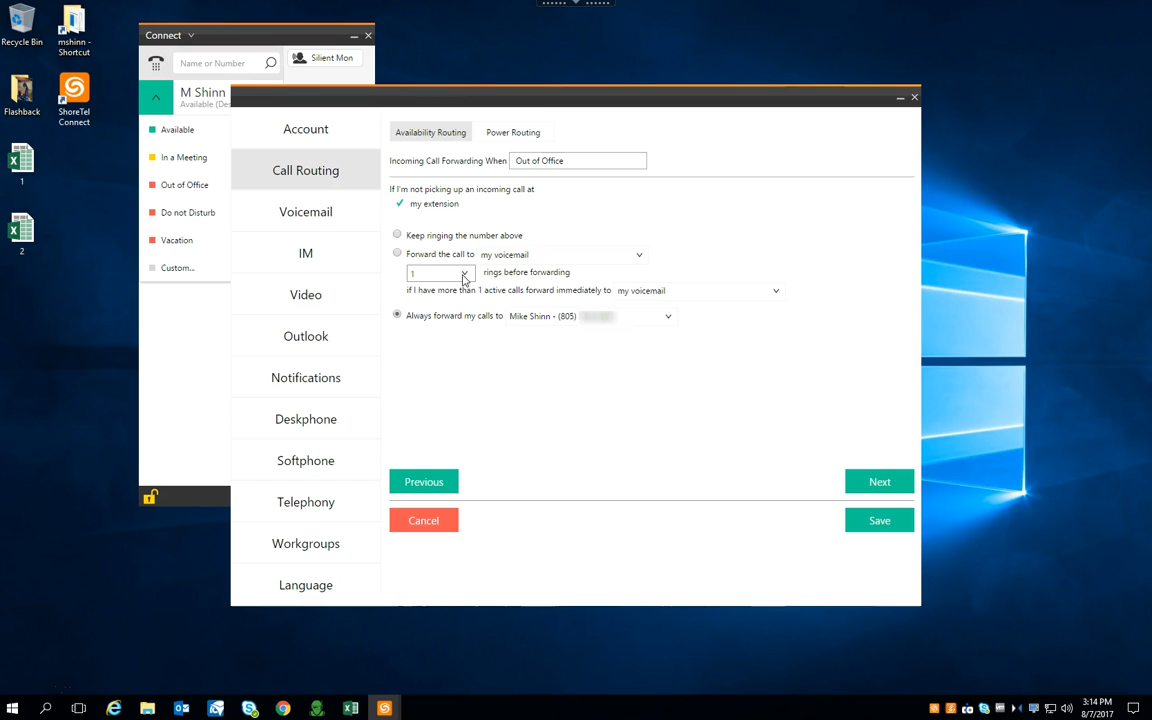 Recycle Bin
mshinn -
Shortcut
Flashback
ShoreTel
Connect
1
2
Connect
Name or Number
Silient Mon
M Shinn
Available (Des
Available
In a Meeting
Out of Office
Do not Disturb
Vacation
Custom...
Account
Call Routing
Voicemail
IM
Video
Outlook
Notifications
Deskphone
Softphone
Telephony
Workgroups
Language
Availability Routing
Power Routing
Incoming Call Forwarding When Out of Office
If I'm not picking up an incoming call at
my extension
Keep ringing the number above
Forward the call to my voicemail
1 rings before forwarding
if I have more than 1 active calls forward immediately to my voicemail
Always forward my calls to Mike Shinn - (805)
Previous
Next
Cancel
Save
3:14 PM
8/7/2017